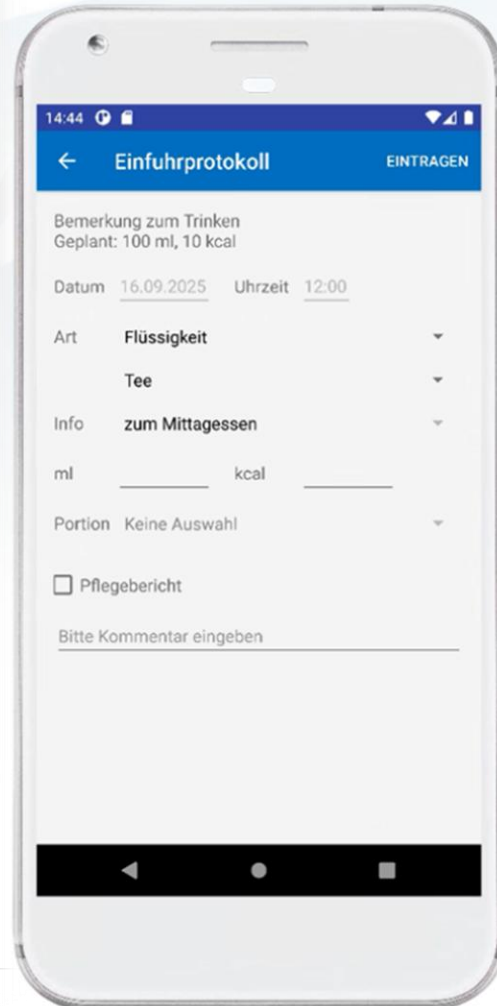 14:44
Einfuhrprotokoll EINTRAGEN
Bemerkung zum Trinken
Geplant: 100 ml, 10 kcal
Datum 16.09.2025 Uhrzeit 12:00
Art Flüssigkeit
Tee
Info zum Mittagessen
ml kcal
Portion Keine Auswahl
Pflegebericht
Bitte Kommentar eingeben